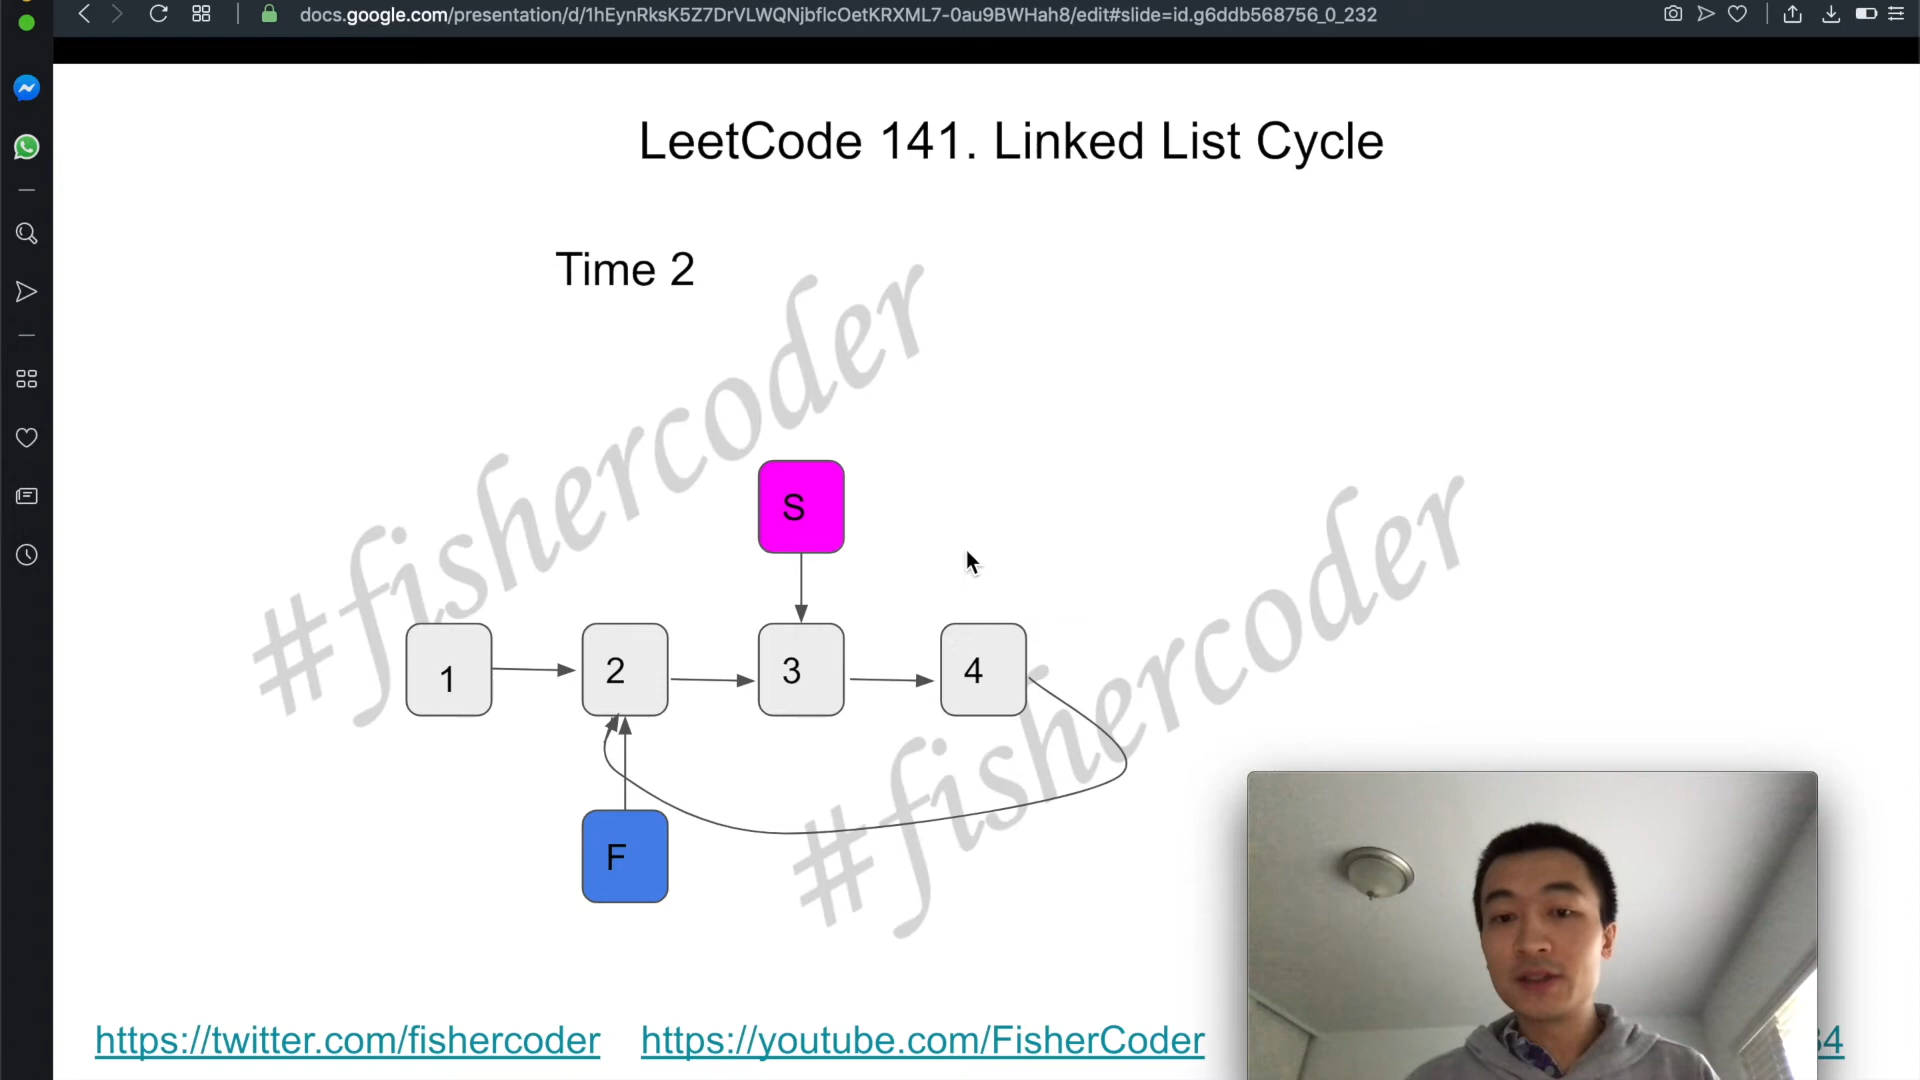 docs.google.com/presentation/d/1hEynRksK5Z7DrVLWQNjbflcOetKRXML7-0au9BWHah8/edit#slide=id.g6ddb568756_0_232
LeetCode 141. Linked List Cycle
Time 2
#fishercoder
S
1 2 3 4
#fishercoder
F
https://twitter.com/fishercoder https://youtube.com/FisherCoder